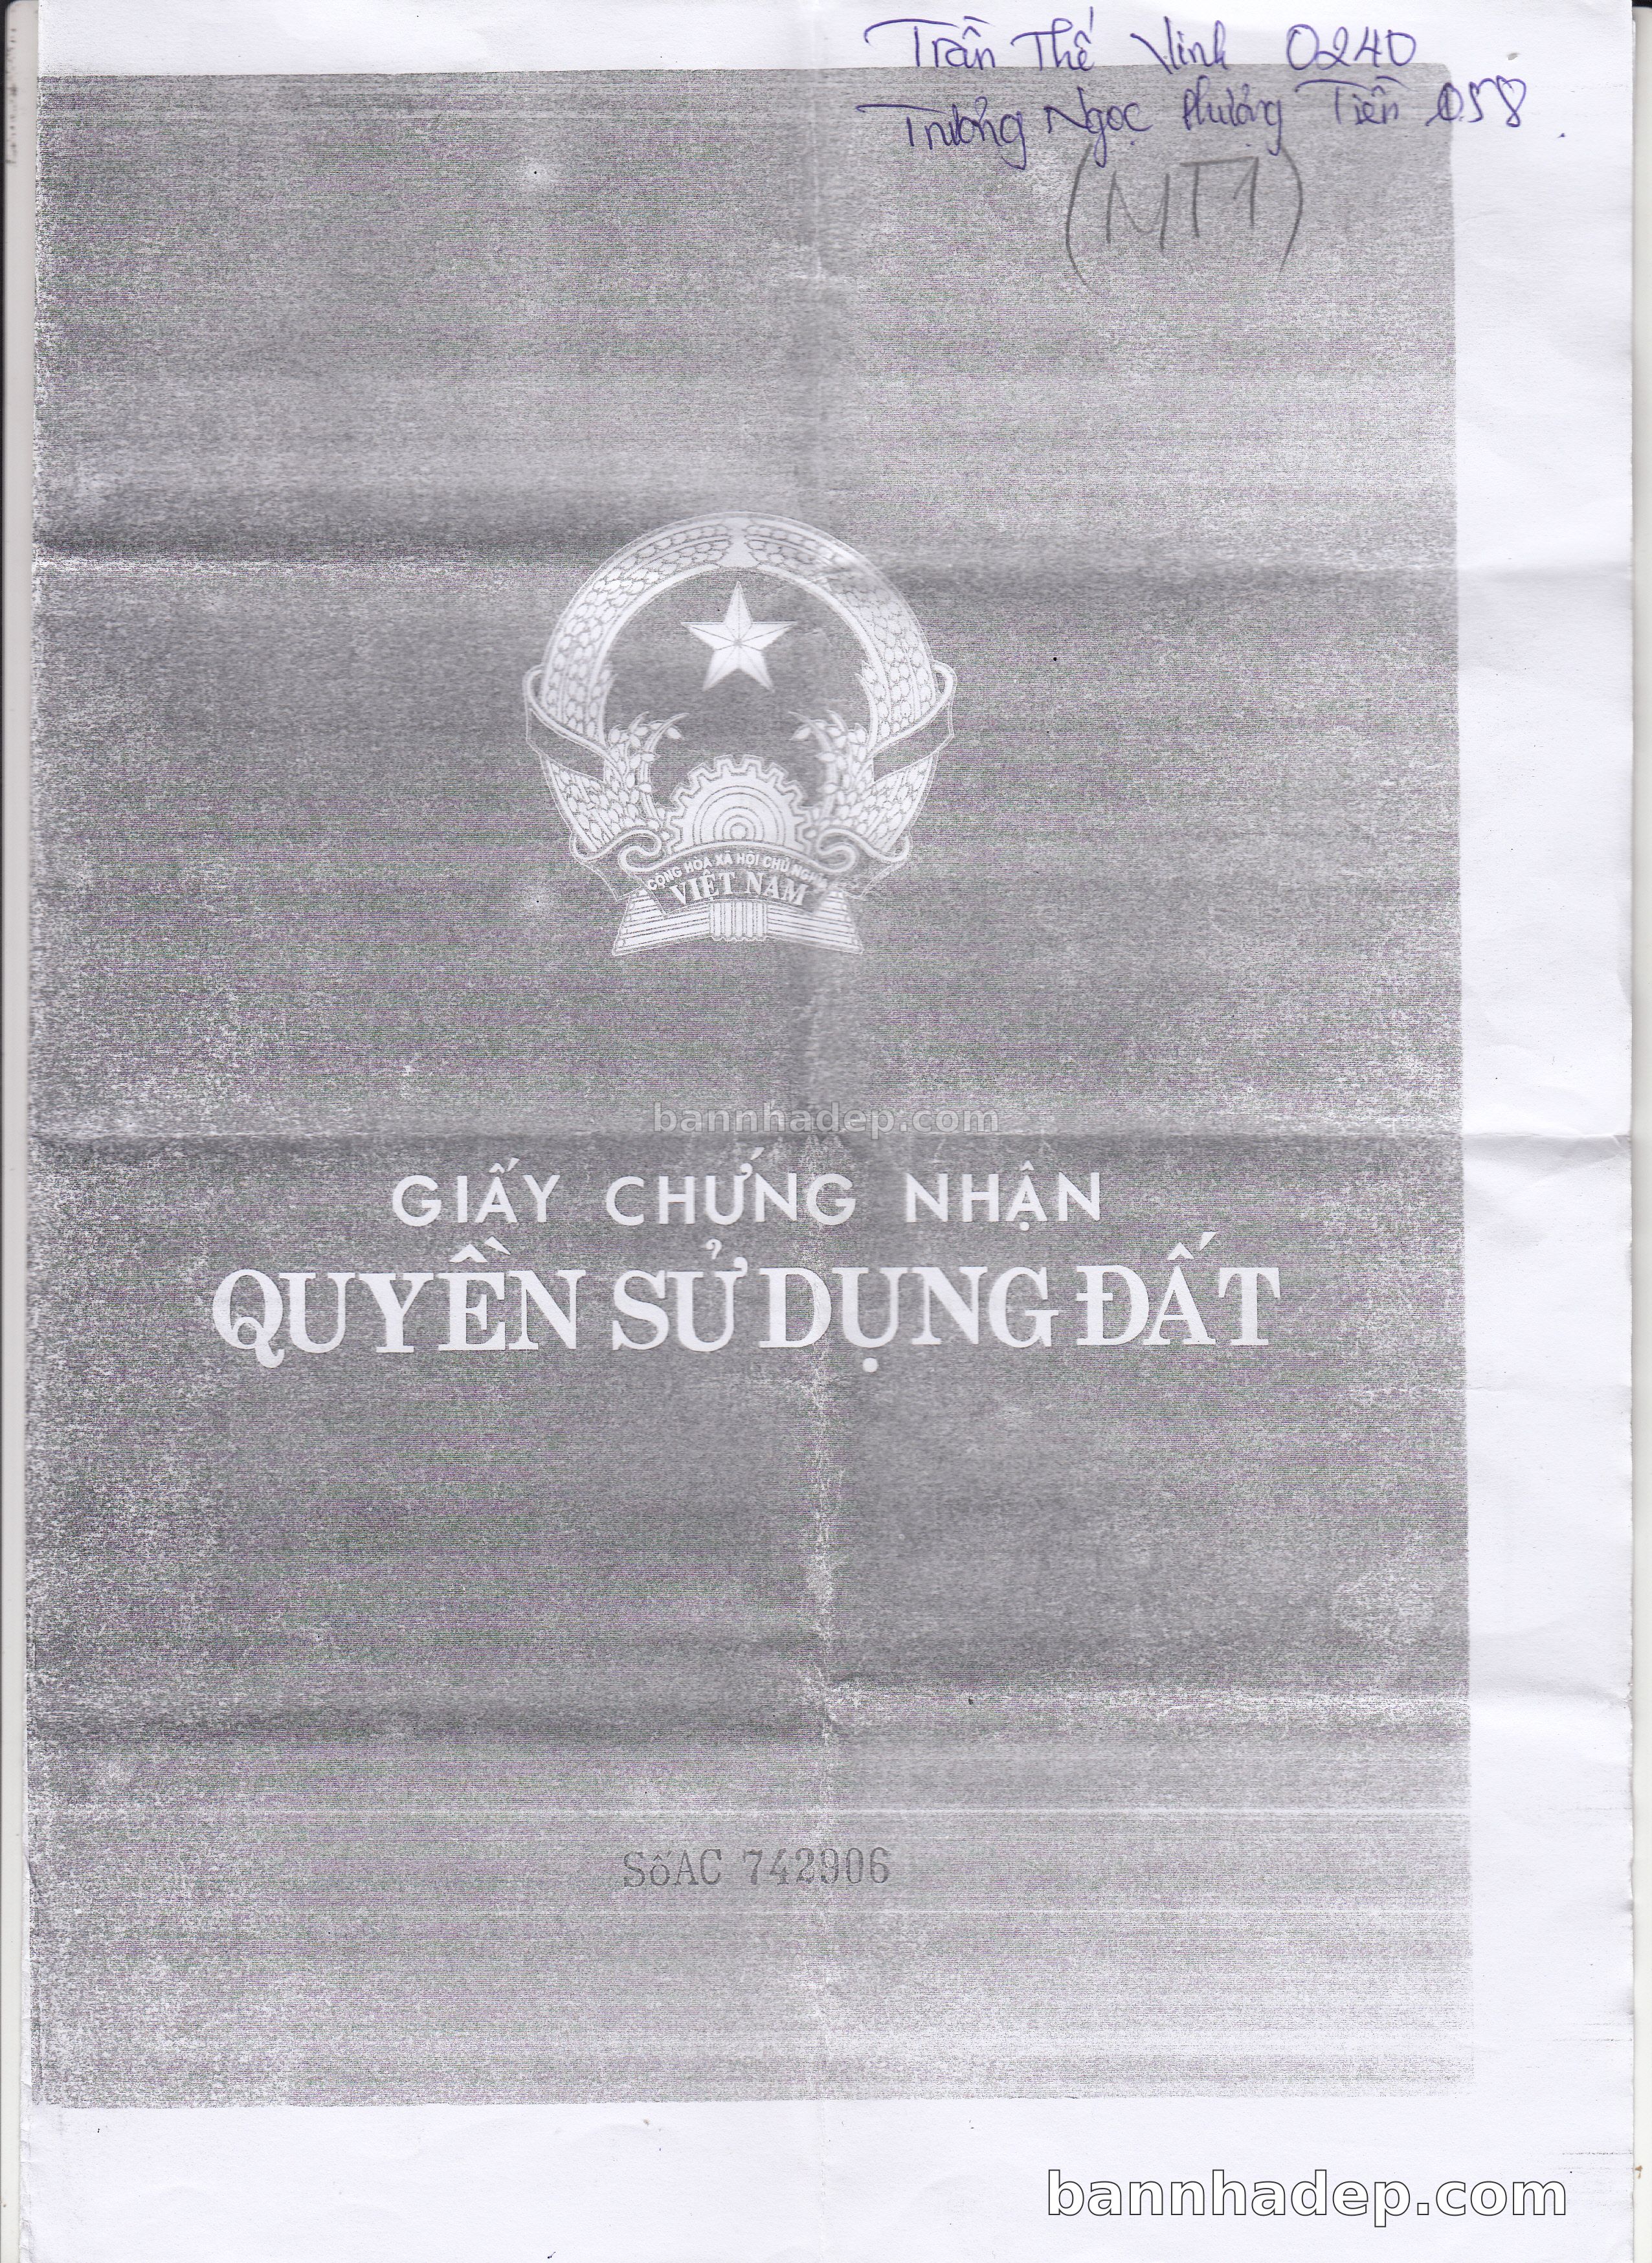 Trần Thế Vinh 0240
Trương Ngọc Phượng Tiên 058
(MT1)
CỘNG HÒA XÃ HỘI CHỦ NGHĨA
VIỆT NAM
bannhadep.com
GIẤY CHỨNG NHẬN
QUYỀN SỬ DỤNG ĐẤT
SốAC 742906
bannhadep.com